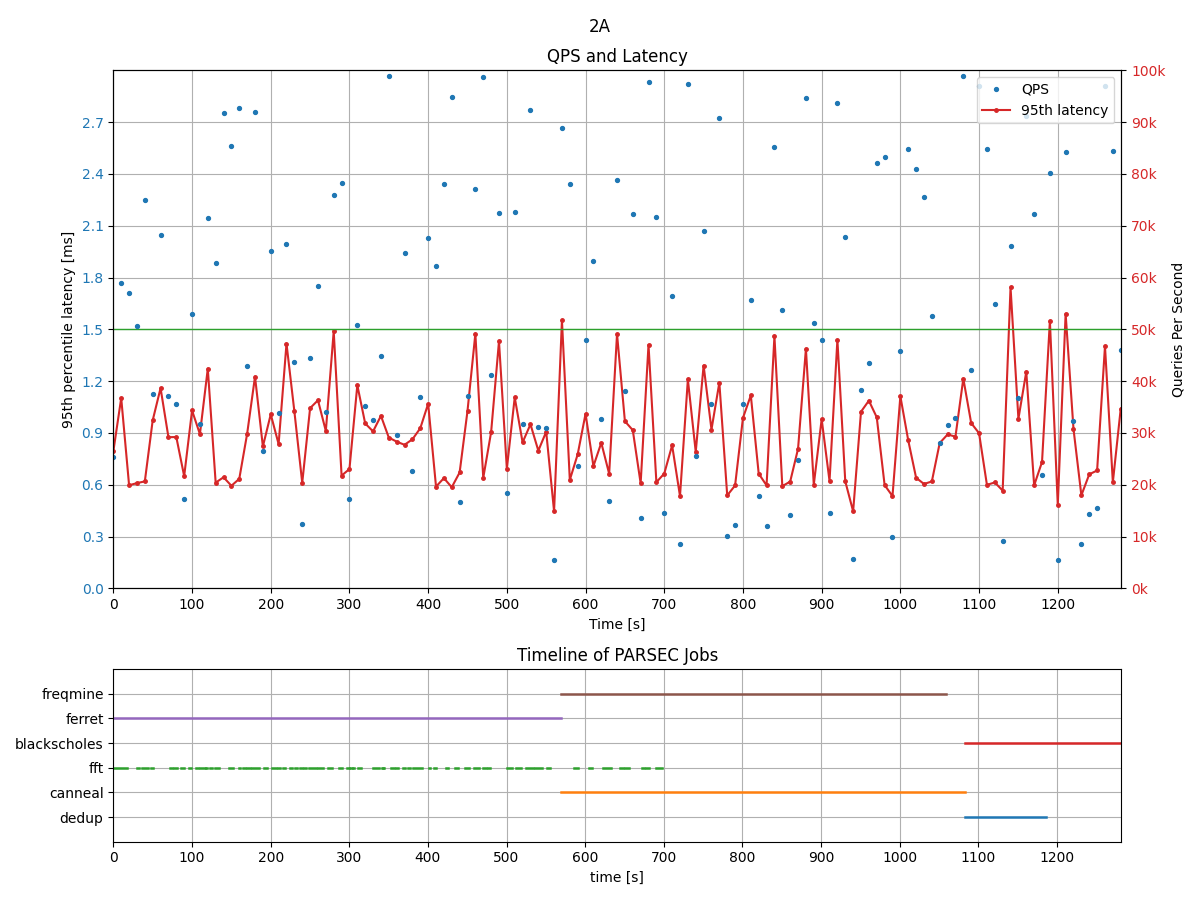 2A
QPS and Latency
QPS
95th latency
95th percentile latency [ms]
2.7
2.4
2.1
1.8
1.5
1.2
0.9
0.6
0.3
0.0
100k
90k
80k
70k
60k
50k
40k
30k
20k
10k
0k
Queries Per Second
0 100 200 300 400 500 600 700 800 900 1000 1100 1200
Time [s]
Timeline of PARSEC Jobs
freqmine
ferret
blackscholes
fft
canneal
dedup
0 100 200 300 400 500 600 700 800 900 1000 1100 1200
time [s]